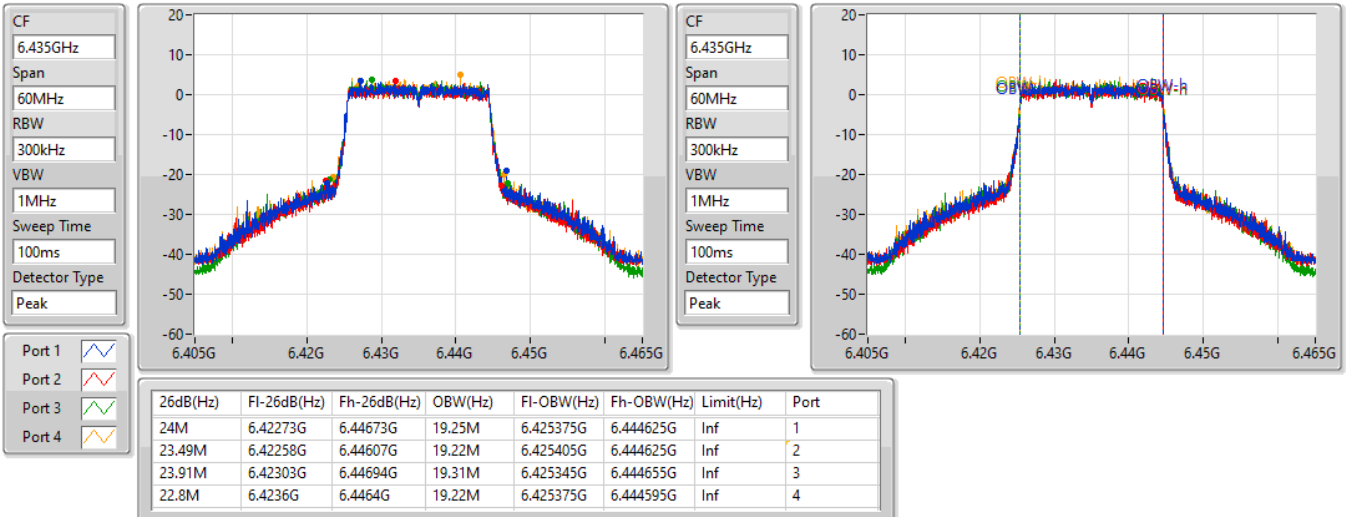 CF
6.435GHz
Span
60MHz
RBW
300kHz
VBW
1MHz
Sweep Time
100ms
Detector Type
Peak
20
10
0
-10
-20
-30
-40
-50
-60
6.405G 6.42G 6.43G 6.44G 6.45G 6.465G
CF
6.435GHz
Span
60MHz
RBW
300kHz
VBW
1MHz
Sweep Time
100ms
Detector Type
Peak
20
10
0
-10
-20
-30
-40
-50
-60
OBW-h
6.405G 6.42G 6.43G 6.44G 6.45G 6.465G
Port 1
Port 2
Port 3
Port 4
26dB(Hz) Fl-26dB(Hz) Fh-26dB(Hz) OBW(Hz) Fl-OBW(Hz) Fh-OBW(Hz) Limit(Hz) Port
24M 6.42273G 6.44673G 19.25M 6.425375G 6.444625G Inf 1
23.49M 6.42258G 6.44607G 19.22M 6.425405G 6.444625G Inf 2
23.91M 6.42303G 6.44694G 19.31M 6.425345G 6.444655G Inf 3
22.8M 6.4236G 6.4464G 19.22M 6.425375G 6.444595G Inf 4